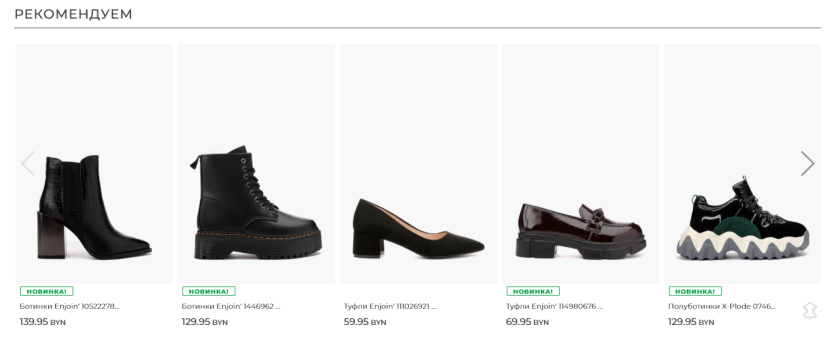 РЕКОМЕНДУЕМ
НОВИНКА!
Ботинки Enjoin' 10522278...
139.95 BYN
НОВИНКА!
Ботинки Enjoin' 1446962 ...
129.95 BYN
Туфли Enjoin' 111026921 ...
59.95 BYN
НОВИНКА!
Туфли Enjoin' 114980676 ...
69.95 BYN
НОВИНКА!
Полуботинки X-Plode 0746...
129.95 BYN